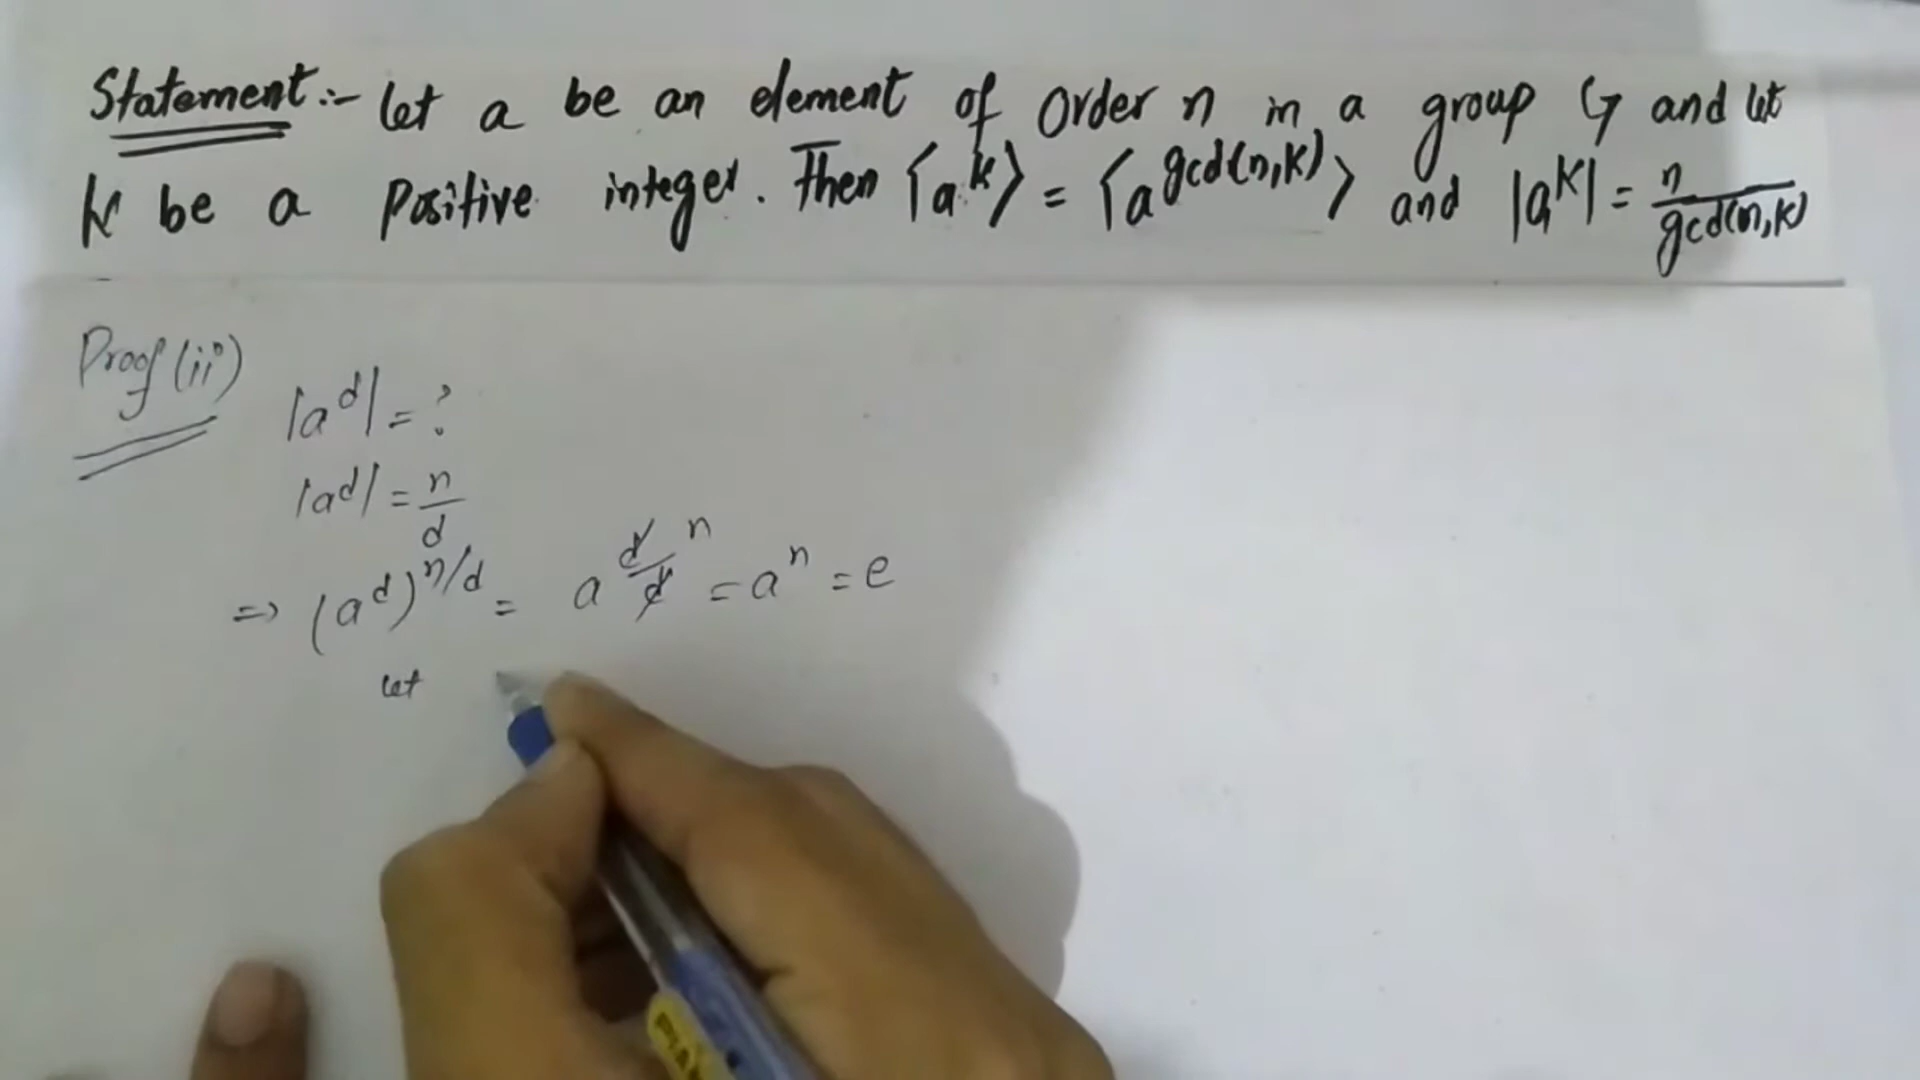 Statement:- let a be an element of order n in a group G and let
K be a positive integer. Then ⟨a^k⟩ = ⟨a^gcd(n,k)⟩ and |a^k| = n/gcd(n,k)
Proof (ii)
|a^d| = ?
|a^d| = n/d
=> (a^d)^n/d = a^(d/d n) = a^n = e
let